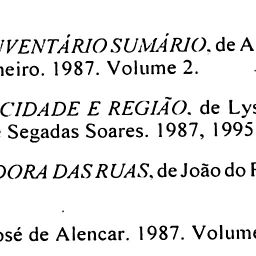 NVENTÁRIO SUMÁRIO, de A
neiro. 1987. Volume 2.
CIDADE E REGIÃO, de Lys
Segadas Soares. 1987, 1995
DORA DAS RUAS, de João do
osé de Alencar. 1987. Volume